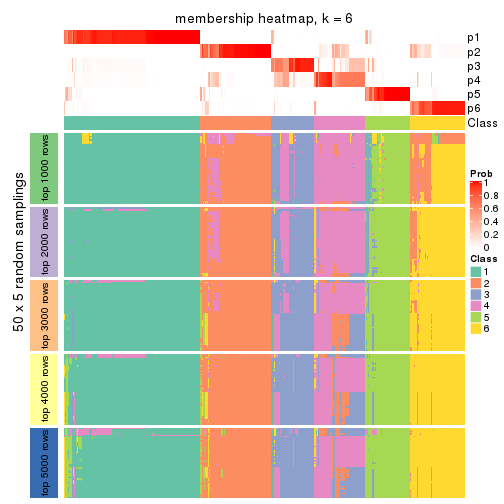 membership heatmap, k = 6
p1
p2
p3
p4
p5
p6
Class
50 x 5 random samplings
top 1000 rows
top 2000 rows
top 3000 rows
top 4000 rows
top 5000 rows
Prob
1
0.8
0.6
0.4
0.2
0
Class
1
2
3
4
5
6